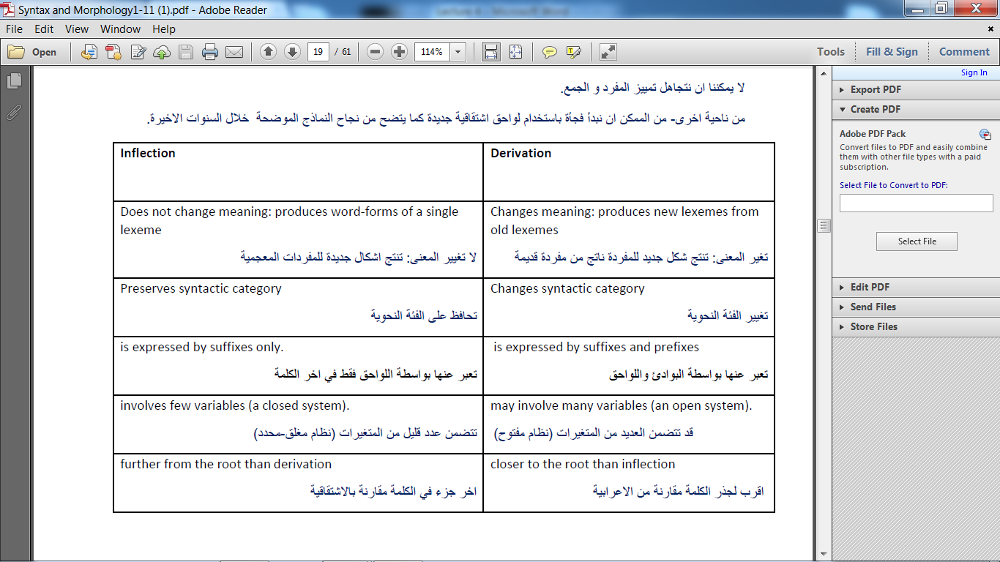 Syntax and Morphology1-11 (1).pdf - Adobe Reader
File Edit View Window Help
Open 19 / 61 114% Tools Fill & Sign Comment
Sign In
Export PDF
Create PDF
Adobe PDF Pack
Convert files to PDF and easily combine
them with other file types with a paid
subscription.
Select File to Convert to PDF:
Select File
Edit PDF
Send Files
Store Files
لا يمكننا ان نتجاهل تمييز المفرد و الجمع.
من ناحية اخرى- من الممكن ان نبدأ فجأة باستخدام لواحق اشتقاقية جديدة كما يتضح من نجاح النماذج الموضحة خلال السنوات الاخيرة.
Inflection
Derivation
Does not change meaning: produces word-forms of a single
lexeme
لا تغيير المعنى: تنتج اشكال جديدة للمفردات المعجمية
Changes meaning: produces new lexemes from
old lexemes
تغير المعنى: تنتج شكل جديد للمفردة ناتج من مفردة قديمة
Preserves syntactic category
تحافظ على الفئة النحوية
Changes syntactic category
تغيير الفئة النحوية
is expressed by suffixes only.
تعبر عنها بواسطة اللواحق فقط في اخر الكلمة
is expressed by suffixes and prefixes
تعبر عنها بواسطة البوادئ واللواحق
involves few variables (a closed system).
تتضمن عدد قليل من المتغيرات (نظام مغلق-محدد)
may involve many variables (an open system).
قد تتضمن العديد من المتغيرات (نظام مفتوح)
further from the root than derivation
اخر جزء في الكلمة مقارنة بالاشتقاقية
closer to the root than inflection
اقرب لجذر الكلمة مقارنة من الاعرابية